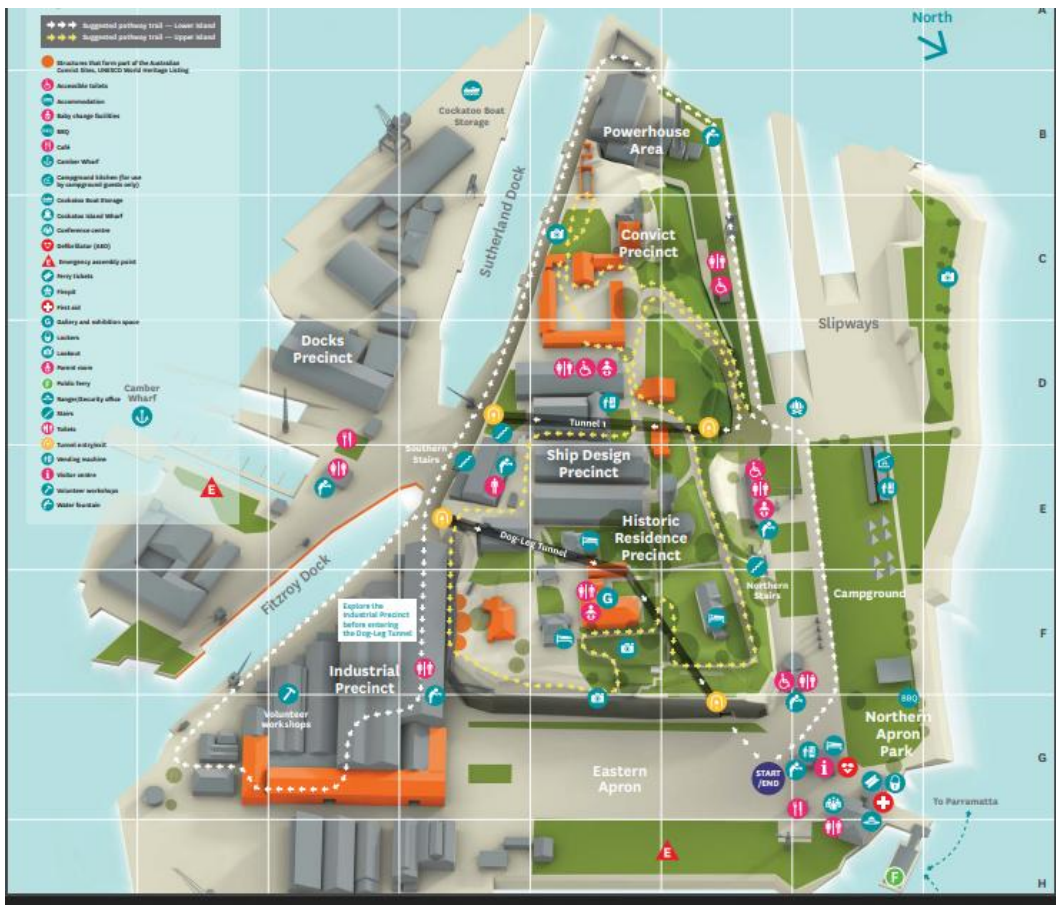 Suggested pathway trail — Lower Island
Suggested pathway trail — Upper Island
Structures that form part of the Australian
Convict Sites, UNESCO World Heritage Listing
Accessible toilets
Accommodation
Baby change facilities
BBQ
BBQ
Café
Camber Wharf
Campground kitchen (for use
by campground guests only)
Cockatoo Boat Storage
Cockatoo Island Wharf
Conference centre
Defibrillator (AED)
E
Emergency assembly point
Ferry tickets
Firepit
First aid
G
Gallery and exhibition space
Lockers
Lookout
Parent room
F
Public ferry
Ranger/Security office
Stairs
Toilets
Tunnel entry/exit
Vending machine
i
Visitor centre
Volunteer workshops
Water fountain
North
A
B
C
D
E
F
G
H
Cockatoo Boat
Storage
Sutherland Dock
Powerhouse
Area
Convict
Precinct
Slipways
Docks
Precinct
Camber
Wharf
E
Tunnel 1
Southern
Stairs
Ship Design
Precinct
Historic
Residence
Precinct
Dog-Leg Tunnel
Northern
Stairs
Campground
Fitzroy Dock
Explore the
Industrial Precinct
before entering
the Dog-Leg Tunnel
G
Industrial
Precinct
Volunteer
workshops
BBQ
Northern
Apron
Park
Eastern
Apron
START
/END
i
To Parramatta
E
F